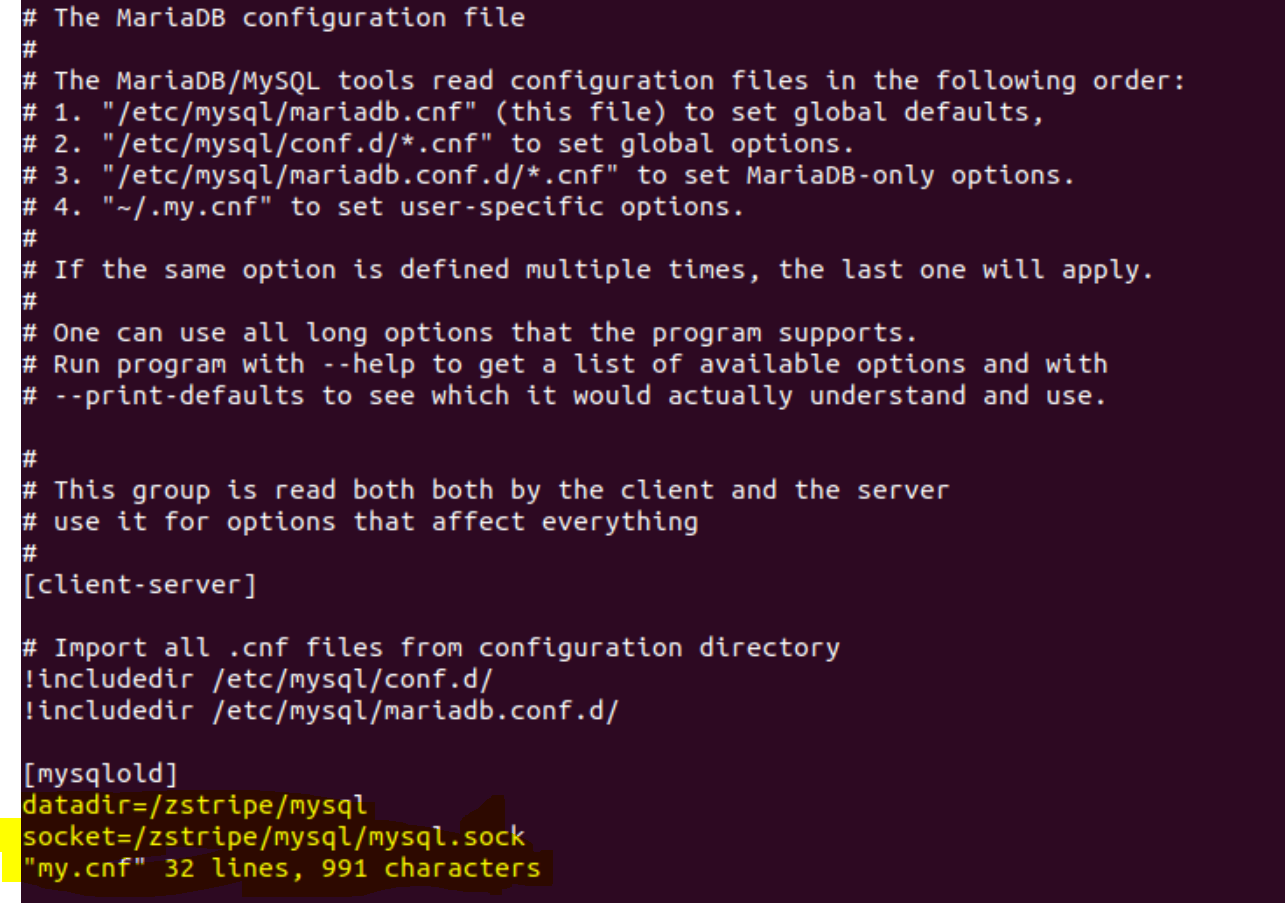 # The MariaDB configuration file
#
# The MariaDB/MySQL tools read configuration files in the following order:
# 1. "/etc/mysql/mariadb.cnf" (this file) to set global defaults,
# 2. "/etc/mysql/conf.d/*.cnf" to set global options.
# 3. "/etc/mysql/mariadb.conf.d/*.cnf" to set MariaDB-only options.
# 4. "~/.my.cnf" to set user-specific options.
#
# If the same option is defined multiple times, the last one will apply.
#
# One can use all long options that the program supports.
# Run program with --help to get a list of available options and with
# --print-defaults to see which it would actually understand and use.
#
# This group is read both both by the client and the server
# use it for options that affect everything
#
[client-server]
# Import all .cnf files from configuration directory
!includedir /etc/mysql/conf.d/
!includedir /etc/mysql/mariadb.conf.d/
[mysqlold]
datadir=/zstripe/mysql
socket=/zstripe/mysql/mysql.sock
"my.cnf" 32 lines, 991 characters